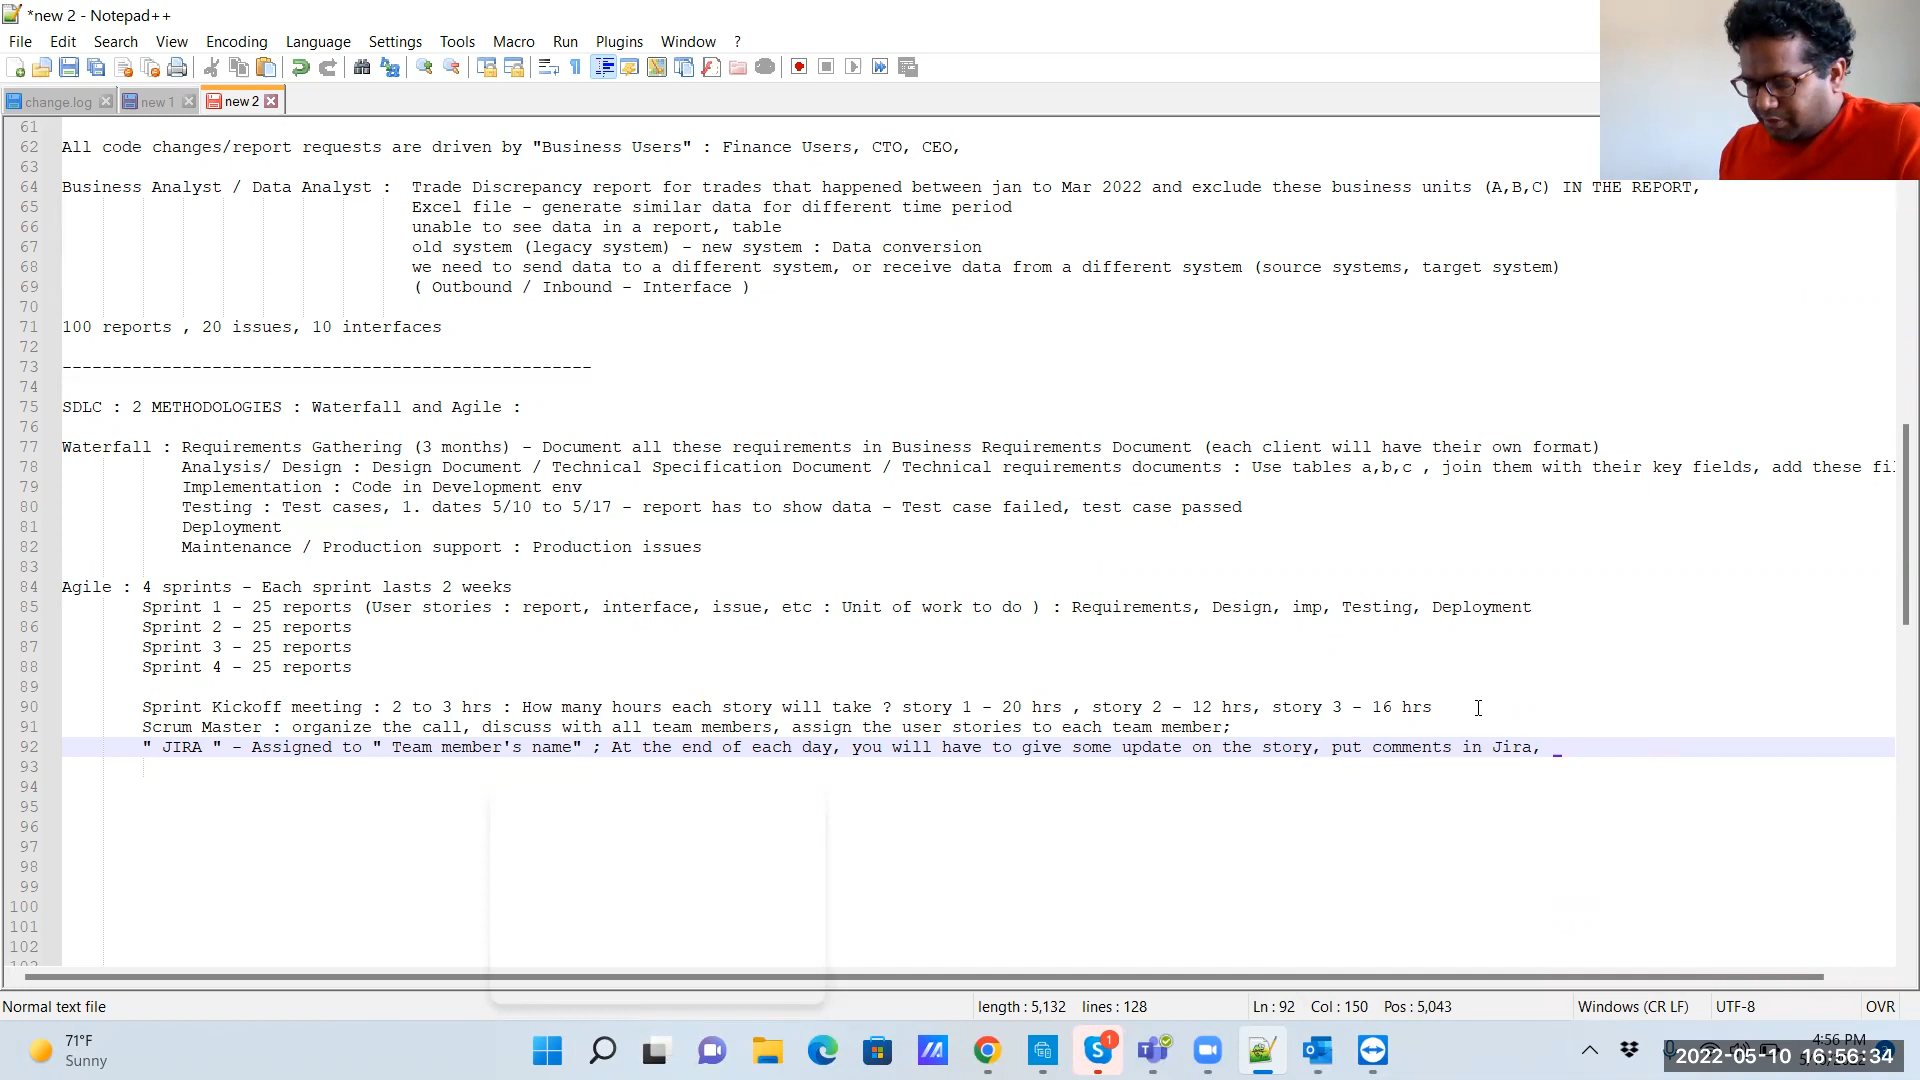 *new 2 - Notepad++
File Edit Search View Encoding Language Settings Tools Macro Run Plugins Window ?
change.log new 1 new 2
61
62 All code changes/report requests are driven by "Business Users" : Finance Users, CTO, CEO,
63
64 Business Analyst / Data Analyst : Trade Discrepancy report for trades that happened between jan to Mar 2022 and exclude these business units (A,B,C) IN THE REPORT,
65 Excel file - generate similar data for different time period
66 unable to see data in a report, table
67 old system (legacy system) - new system : Data conversion
68 we need to send data to a different system, or receive data from a different system (source systems, target system)
69 ( Outbound / Inbound - Interface )
70
71 100 reports , 20 issues, 10 interfaces
72
73 -----------------------------------------------------
74
75 SDLC : 2 METHODOLOGIES : Waterfall and Agile :
76
77 Waterfall : Requirements Gathering (3 months) - Document all these requirements in Business Requirements Document (each client will have their own format)
78 Analysis/ Design : Design Document / Technical Specification Document / Technical requirements documents : Use tables a,b,c , join them with their key fields, add these fi
79 Implementation : Code in Development env
80 Testing : Test cases, 1. dates 5/10 to 5/17 - report has to show data - Test case failed, test case passed
81 Deployment
82 Maintenance / Production support : Production issues
83
84 Agile : 4 sprints - Each sprint lasts 2 weeks
85 Sprint 1 - 25 reports (User stories : report, interface, issue, etc : Unit of work to do ) : Requirements, Design, imp, Testing, Deployment
86 Sprint 2 - 25 reports
87 Sprint 3 - 25 reports
88 Sprint 4 - 25 reports
89
90 Sprint Kickoff meeting : 2 to 3 hrs : How many hours each story will take ? story 1 - 20 hrs , story 2 - 12 hrs, story 3 - 16 hrs
91 Scrum Master : organize the call, discuss with all team members, assign the user stories to each team member;
92 " JIRA " - Assigned to " Team member's name" ; At the end of each day, you will have to give some update on the story, put comments in Jira,
93
94
95
96
97
98
99
100
101
102
Normal text file length : 5,132 lines : 128 Ln : 92 Col : 150 Pos : 5,043 Windows (CR LF) UTF-8 OVR
71°F
Sunny
1
4:56 PM
2022-05-10 16:56:34